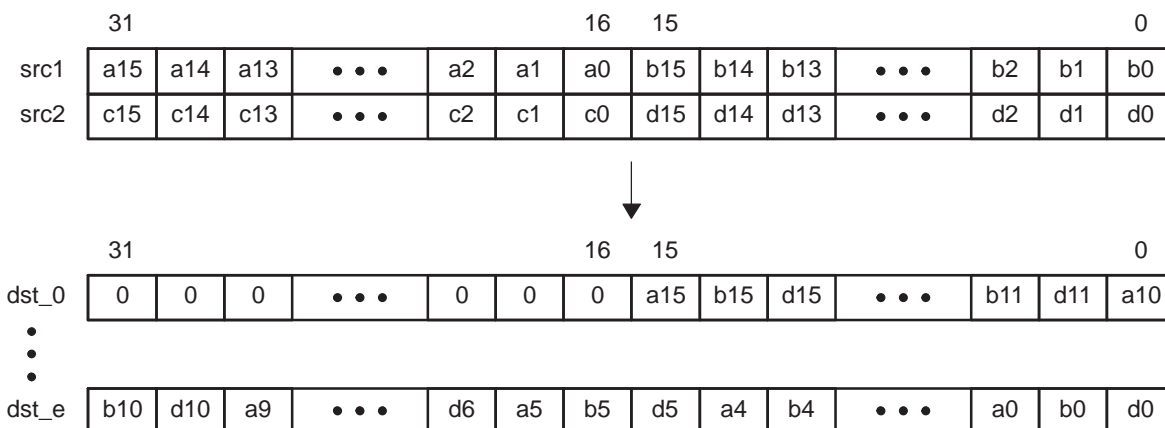 31 16 15 0
src1 a15 a14 a13 • • • a2 a1 a0 b15 b14 b13 • • • b2 b1 b0
src2 c15 c14 c13 • • • c2 c1 c0 d15 d14 d13 • • • d2 d1 d0
31 16 15 0
dst_0 0 0 0 • • • 0 0 0 a15 b15 d15 • • • b11 d11 a10
dst_e b10 d10 a9 • • • d6 a5 b5 d5 a4 b4 • • • a0 b0 d0